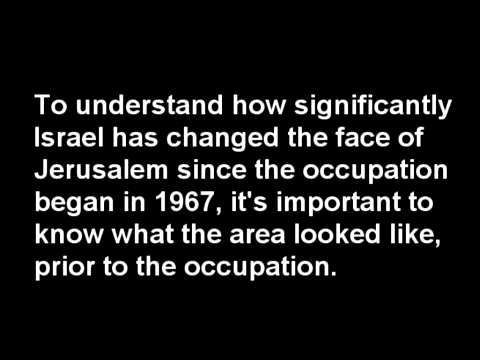 To understand how significantly
Israel has changed the face of
Jerusalem since the occupation
began in 1967, it's important to
know what the area looked like,
prior to the occupation.